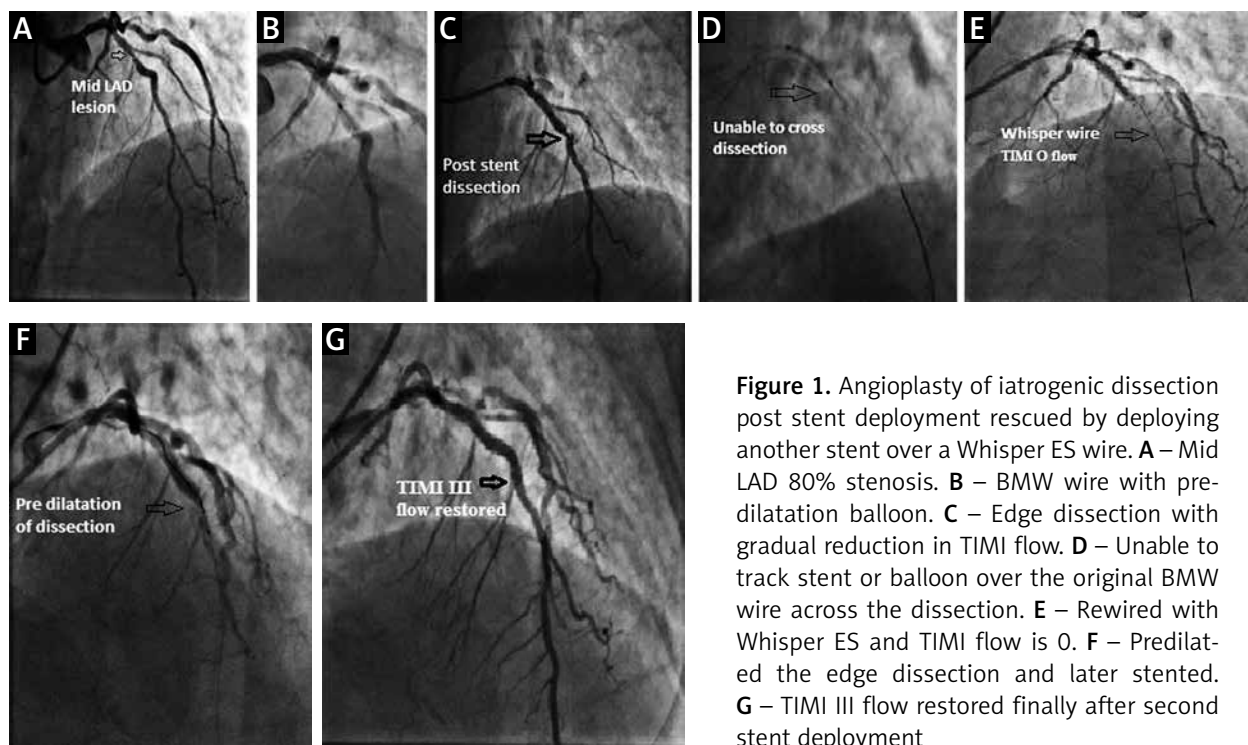 A
Mid LAD
lesion
B
C
Post stent
dissection
D
Unable to cross
dissection
E
Whisper wire
TIMI O flow
F
Pre dilatation
of dissection
G
TIMI III
flow restored
Figure 1. Angioplasty of iatrogenic dissection
post stent deployment rescued by deploying
another stent over a Whisper ES wire. A – Mid
LAD 80% stenosis. B – BMW wire with pre-
dilatation balloon. C – Edge dissection with
gradual reduction in TIMI flow. D – Unable to
track stent or balloon over the original BMW
wire across the dissection. E – Rewired with
Whisper ES and TIMI flow is 0. F – Predilat-
ed the edge dissection and later stented.
G – TIMI III flow restored finally after second
stent deployment